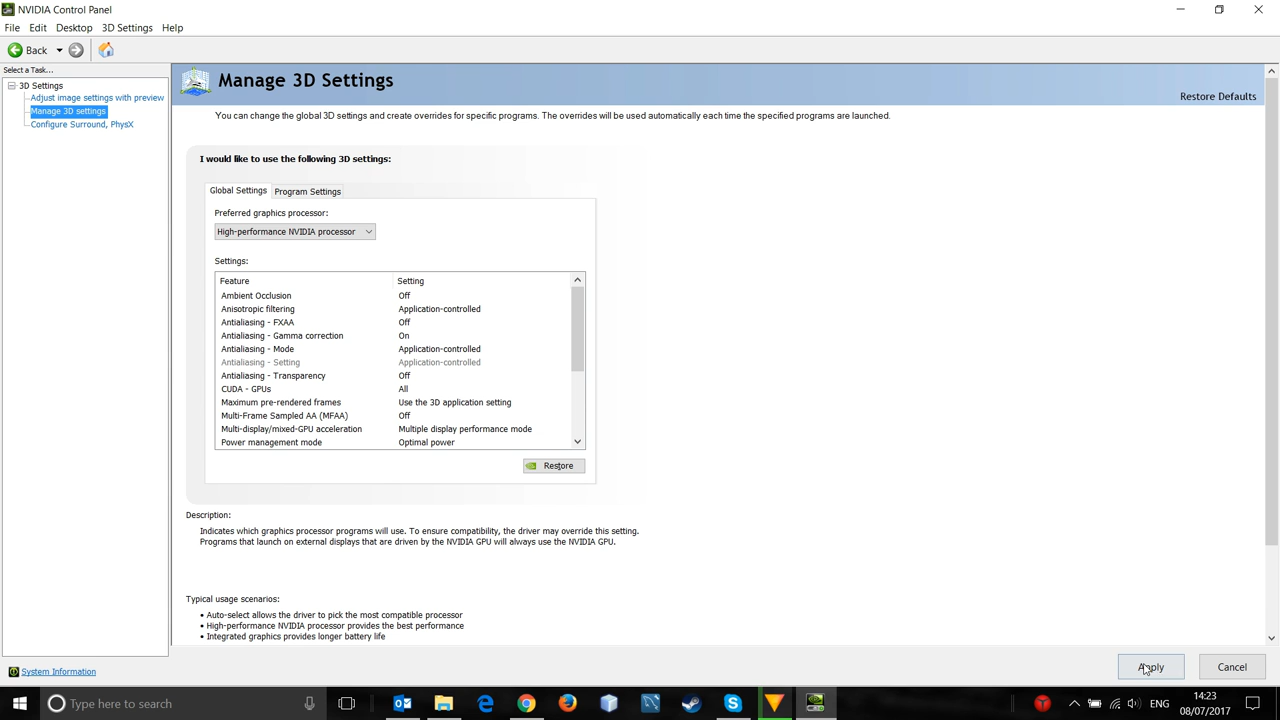 NVIDIA Control Panel
File Edit Desktop 3D Settings Help
Back
Select a Task...
3D Settings
Adjust image settings with preview
Manage 3D settings
Configure Surround, PhysX
Manage 3D Settings
Restore Defaults
You can change the global 3D settings and create overrides for specific programs. The overrides will be used automatically each time the specified programs are launched.
I would like to use the following 3D settings:
Global Settings Program Settings
Preferred graphics processor:
High-performance NVIDIA processor
Settings:
Feature Setting
Ambient Occlusion Off
Anisotropic filtering Application-controlled
Antialiasing - FXAA Off
Antialiasing - Gamma correction On
Antialiasing - Mode Application-controlled
Antialiasing - Setting Application-controlled
Antialiasing - Transparency Off
CUDA - GPUs All
Maximum pre-rendered frames Use the 3D application setting
Multi-Frame Sampled AA (MFAA) Off
Multi-display/mixed-GPU acceleration Multiple display performance mode
Power management mode Optimal power
Restore
Description:
Indicates which graphics processor programs will use. To ensure compatibility, the driver may override this setting.
Programs that launch on external displays that are driven by the NVIDIA GPU will always use the NVIDIA GPU.
Typical usage scenarios:
• Auto-select allows the driver to pick the most compatible processor
• High-performance NVIDIA processor provides the best performance
• Integrated graphics provides longer battery life
System Information
Apply Cancel
Type here to search
ENG
14:23
08/07/2017